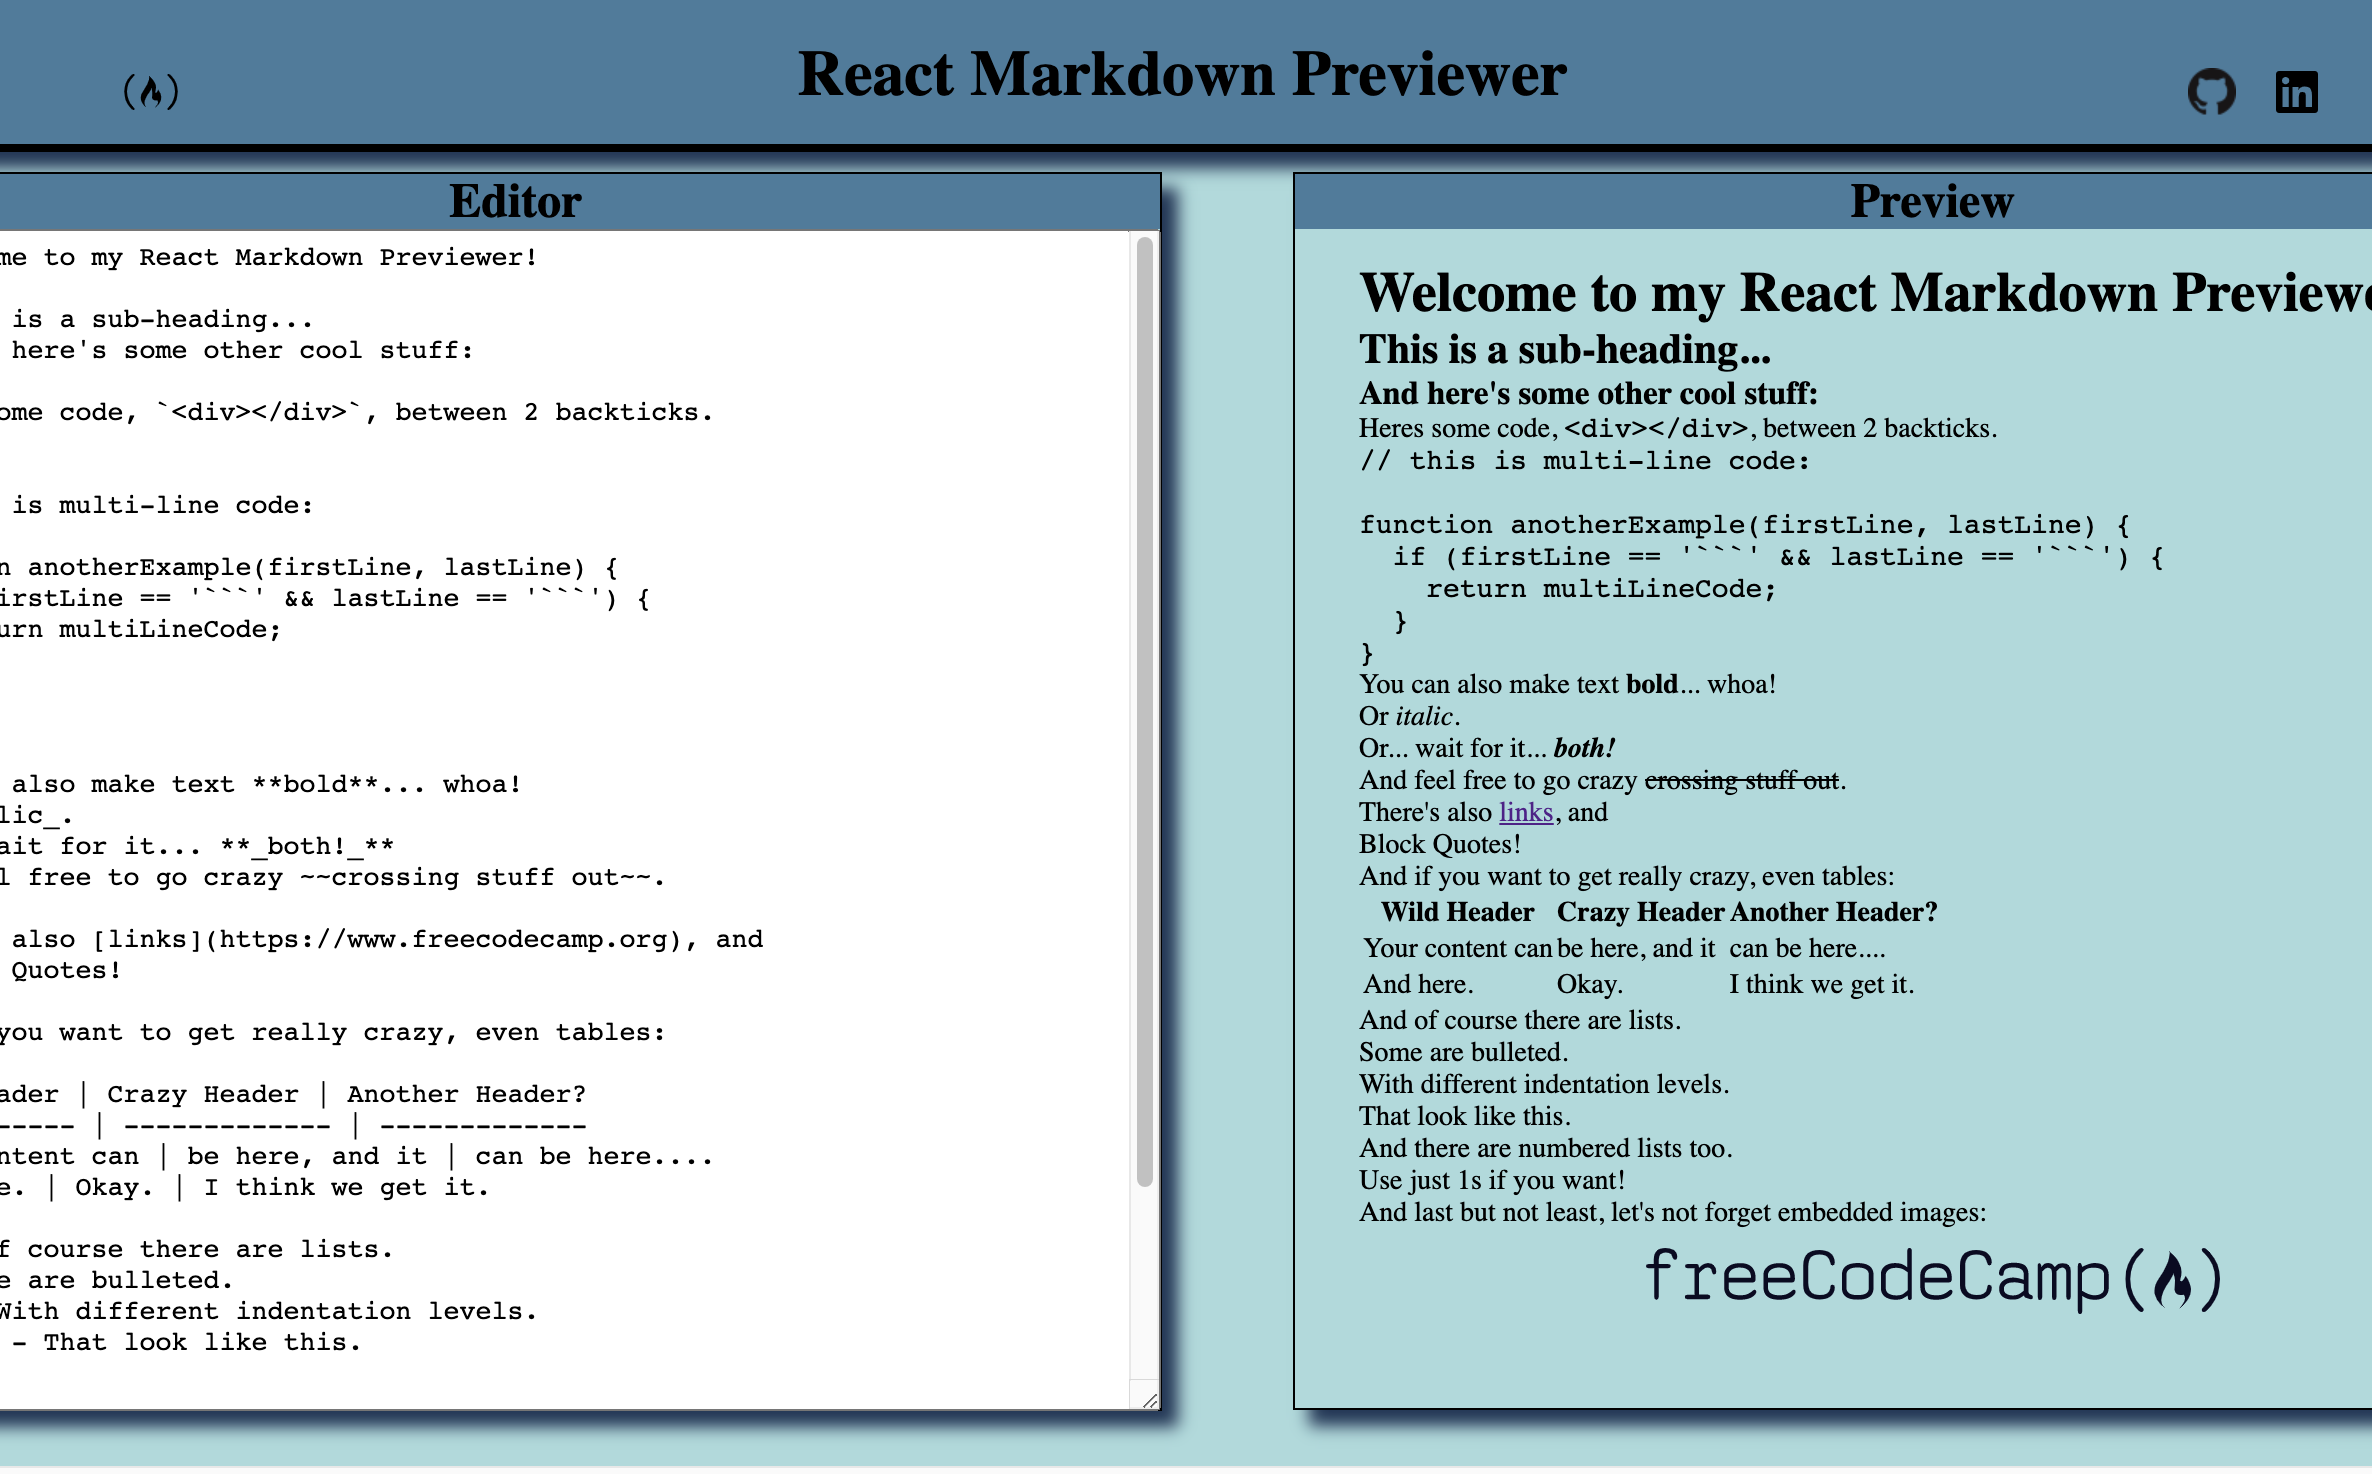 React Markdown Previewer
in
Editor
me to my React Markdown Previewer!
is a sub-heading...
here's some other cool stuff:
ome code, `<div></div>`, between 2 backticks.
is multi-line code:
n anotherExample(firstLine, lastLine) {
irstLine == '```' && lastLine == '```') {
urn multiLineCode;
also make text **bold**... whoa!
lic_.
ait for it... **_both!_**
l free to go crazy ~~crossing stuff out~~.
also [links](https://www.freecodecamp.org), and
Quotes!
you want to get really crazy, even tables:
ader | Crazy Header | Another Header?
----- | ------------- | -------------
ntent can | be here, and it | can be here....
e. | Okay. | I think we get it.
f course there are lists.
e are bulleted.
With different indentation levels.
- That look like this.
Preview
Welcome to my React Markdown Previewe
This is a sub-heading...
And here's some other cool stuff:
Heres some code, <div></div>, between 2 backticks.
// this is multi-line code:
function anotherExample(firstLine, lastLine) {
if (firstLine == '```' && lastLine == '```') {
return multiLineCode;
}
}
You can also make text bold... whoa!
Or italic.
Or... wait for it... both!
And feel free to go crazy crossing stuff out.
There's also links, and
Block Quotes!
And if you want to get really crazy, even tables:
Wild Header Crazy Header Another Header?
Your content can be here, and it can be here....
And here. Okay. I think we get it.
And of course there are lists.
Some are bulleted.
With different indentation levels.
That look like this.
And there are numbered lists too.
Use just 1s if you want!
And last but not least, let's not forget embedded images:
freeCodeCamp